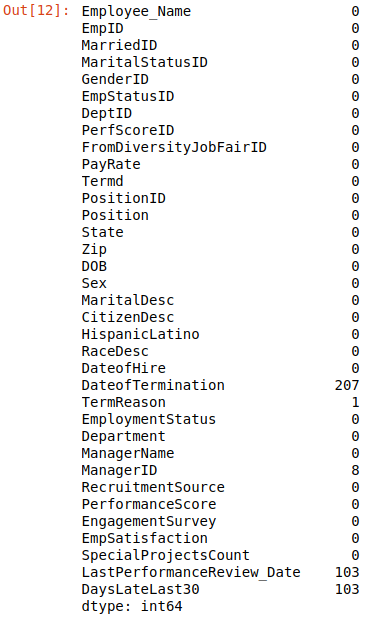 Out[12]: Employee_Name 0
EmpID 0
MarriedID 0
MaritalStatusID 0
GenderID 0
EmpStatusID 0
DeptID 0
PerfScoreID 0
FromDiversityJobFairID 0
PayRate 0
Termd 0
PositionID 0
Position 0
State 0
Zip 0
DOB 0
Sex 0
MaritalDesc 0
CitizenDesc 0
HispanicLatino 0
RaceDesc 0
DateofHire 0
DateofTermination 207
TermReason 1
EmploymentStatus 0
Department 0
ManagerName 0
ManagerID 8
RecruitmentSource 0
PerformanceScore 0
EngagementSurvey 0
EmpSatisfaction 0
SpecialProjectsCount 0
LastPerformanceReview_Date 103
DaysLateLast30 103
dtype: int64